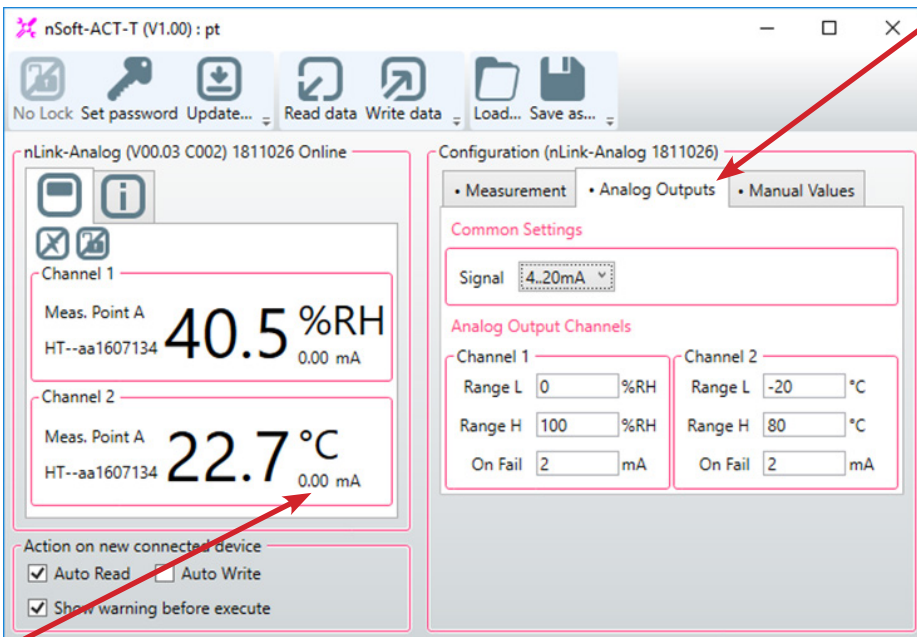 nSoft-ACT-T (V1.00) : pt
No Lock Set password Update... Read data Write data Load... Save as...
nLink-Analog (V00.03 C002) 1811026 Online
Channel 1
Meas. Point A
HT--aa1607134
40.5 %RH
0.00 mA
Channel 2
Meas. Point A
HT--aa1607134
22.7 °C
0.00 mA
Action on new connected device
Auto Read Auto Write
Show warning before execute
Configuration (nLink-Analog 1811026)
• Measurement • Analog Outputs • Manual Values
Common Settings
Signal 4..20mA
Analog Output Channels
Channel 1
Range L 0 %RH
Range H 100 %RH
On Fail 2 mA
Channel 2
Range L -20 °C
Range H 80 °C
On Fail 2 mA